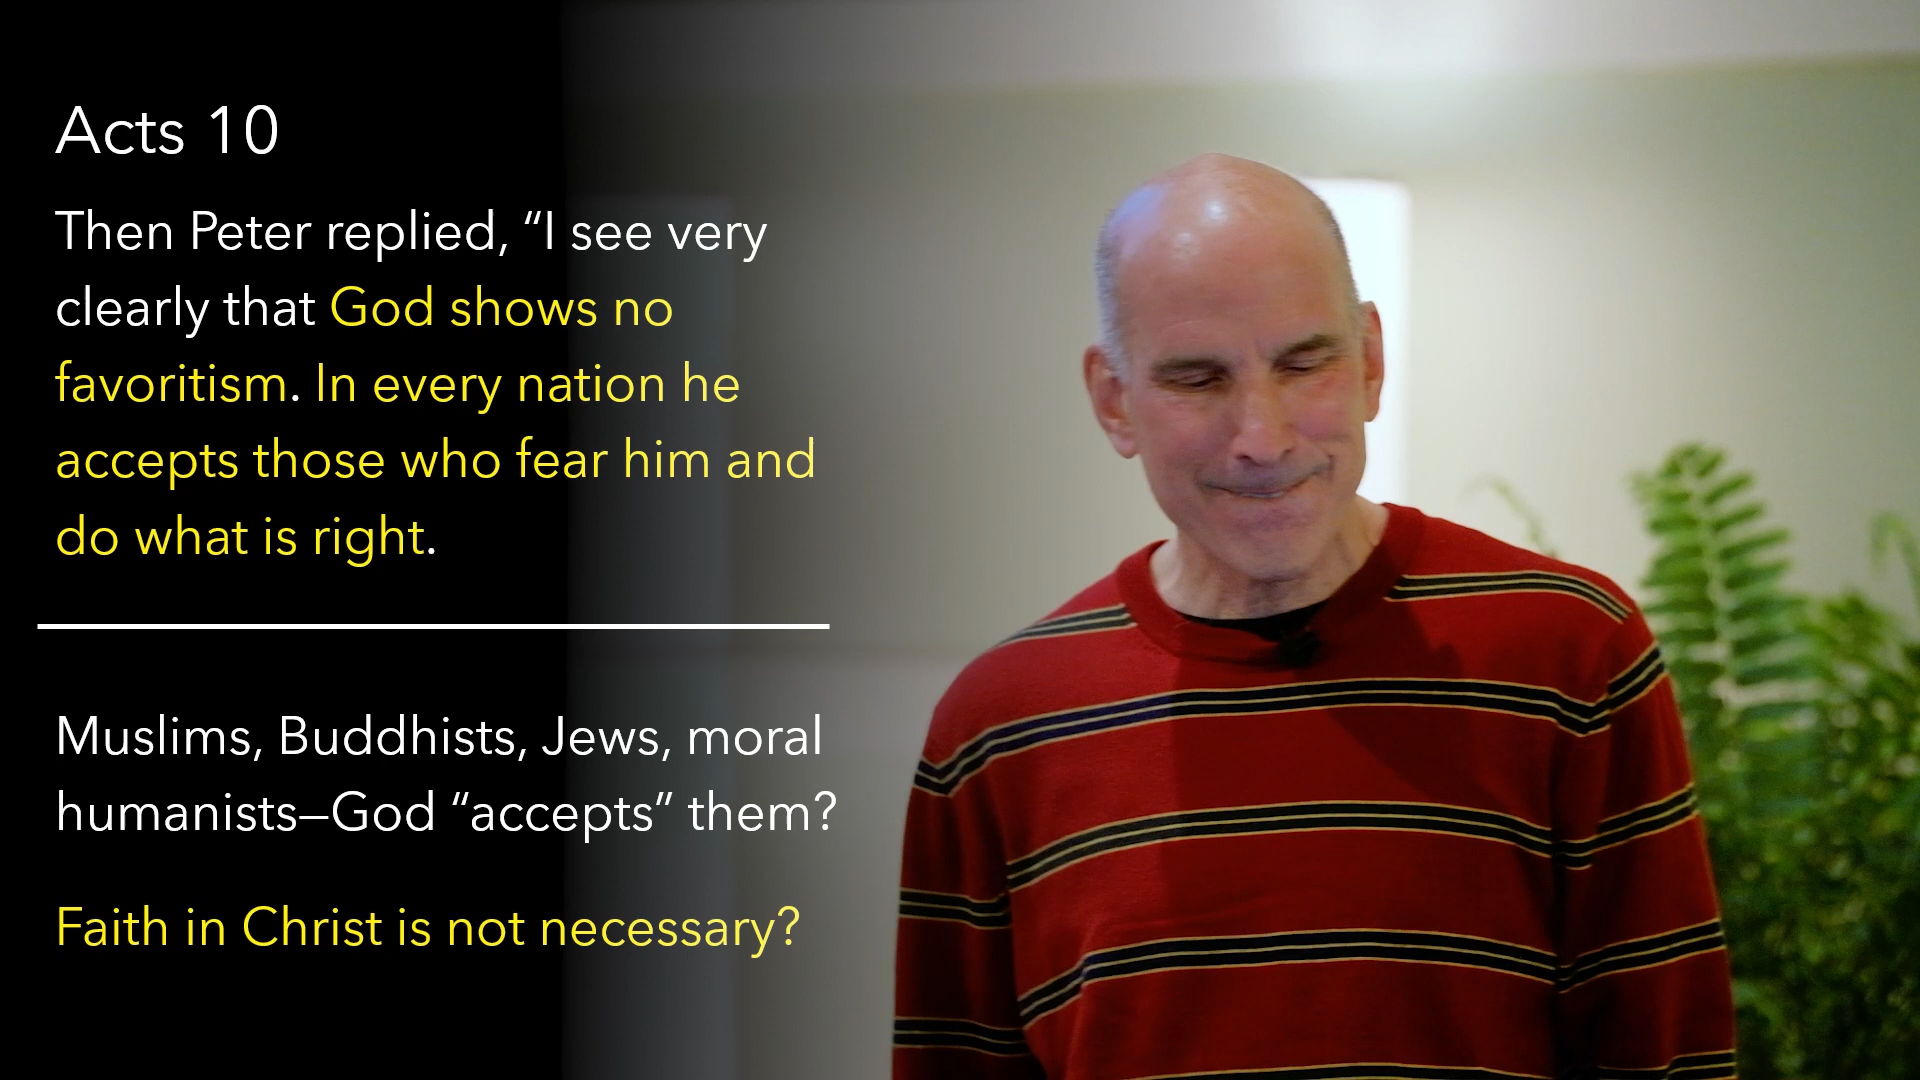 Acts 10
Then Peter replied, “I see very
clearly that God shows no
favoritism. In every nation he
accepts those who fear him and
do what is right.
Muslims, Buddhists, Jews, moral
humanists—God “accepts” them?
Faith in Christ is not necessary?